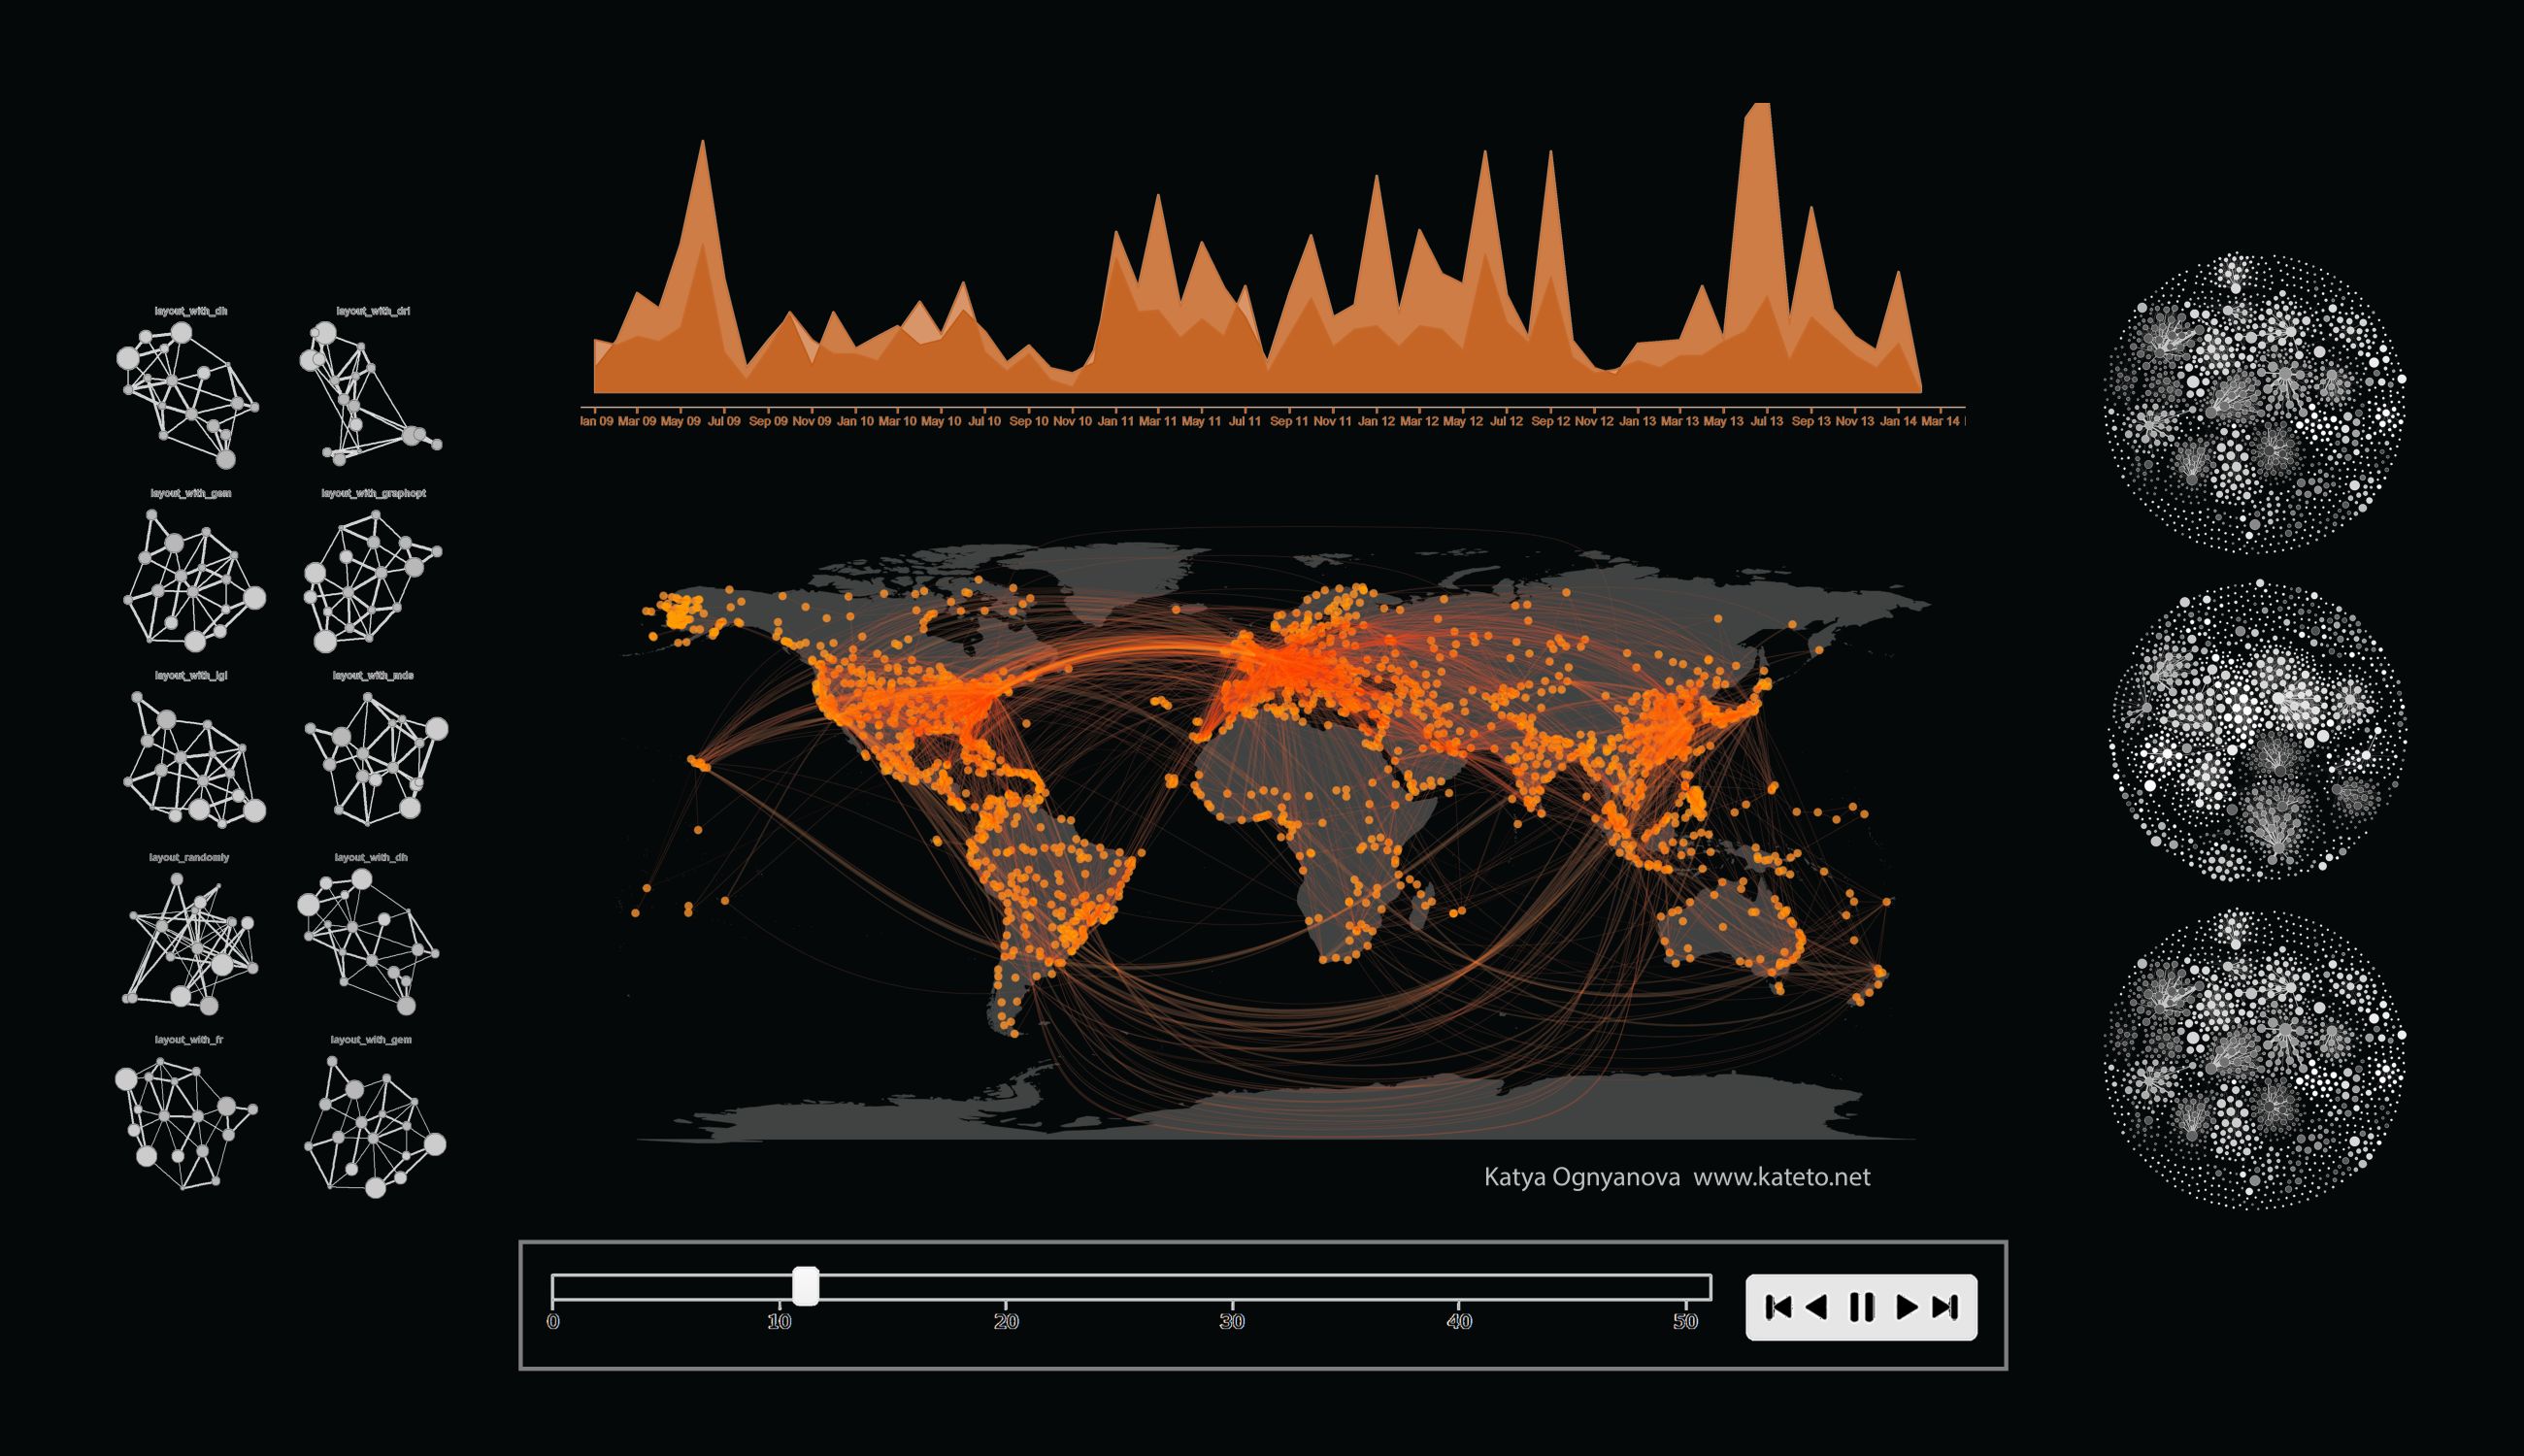 layout_with_dh
layout_with_drl
layout_with_gem
layout_with_graphopt
layout_with_lgl
layout_with_mds
layout_randomly
layout_with_dh
layout_with_fr
layout_with_gem
an 09 Mar 09 May 09 Jul 09 Sep 09 Nov 09 Jan 10 Mar 10 May 10 Jul 10 Sep 10 Nov 10 Jan 11 Mar 11 May 11 Jul 11 Sep 11 Nov 11 Jan 12 Mar 12 May 12 Jul 12 Sep 12 Nov 12 Jan 13 Mar 13 May 13 Jul 13 Sep 13 Nov 13 Jan 14 Mar 14
Katya Ognyanova www.kateto.net
0 10 20 30 40 50